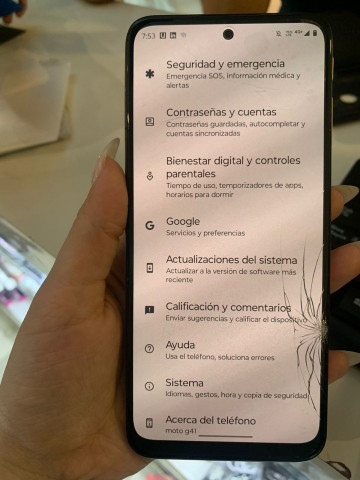 7:53
4G+
Seguridad y emergencia
Emergencia SOS, información médica y
alertas
Contraseñas y cuentas
Contraseñas guardadas, autocompletar y
cuentas sincronizadas
Bienestar digital y controles
parentales
Tiempo de uso, temporizadores de apps,
horarios para dormir
Google
Servicios y preferencias
Actualizaciones del sistema
Actualizar a la versión de software más
reciente
Calificación y comentarios
Enviar sugerencias y calificar el dispositivo
Ayuda
Usa el teléfono, soluciona errores
Sistema
Idiomas, gestos, hora y copia de seguridad
Acerca del teléfono
moto g41